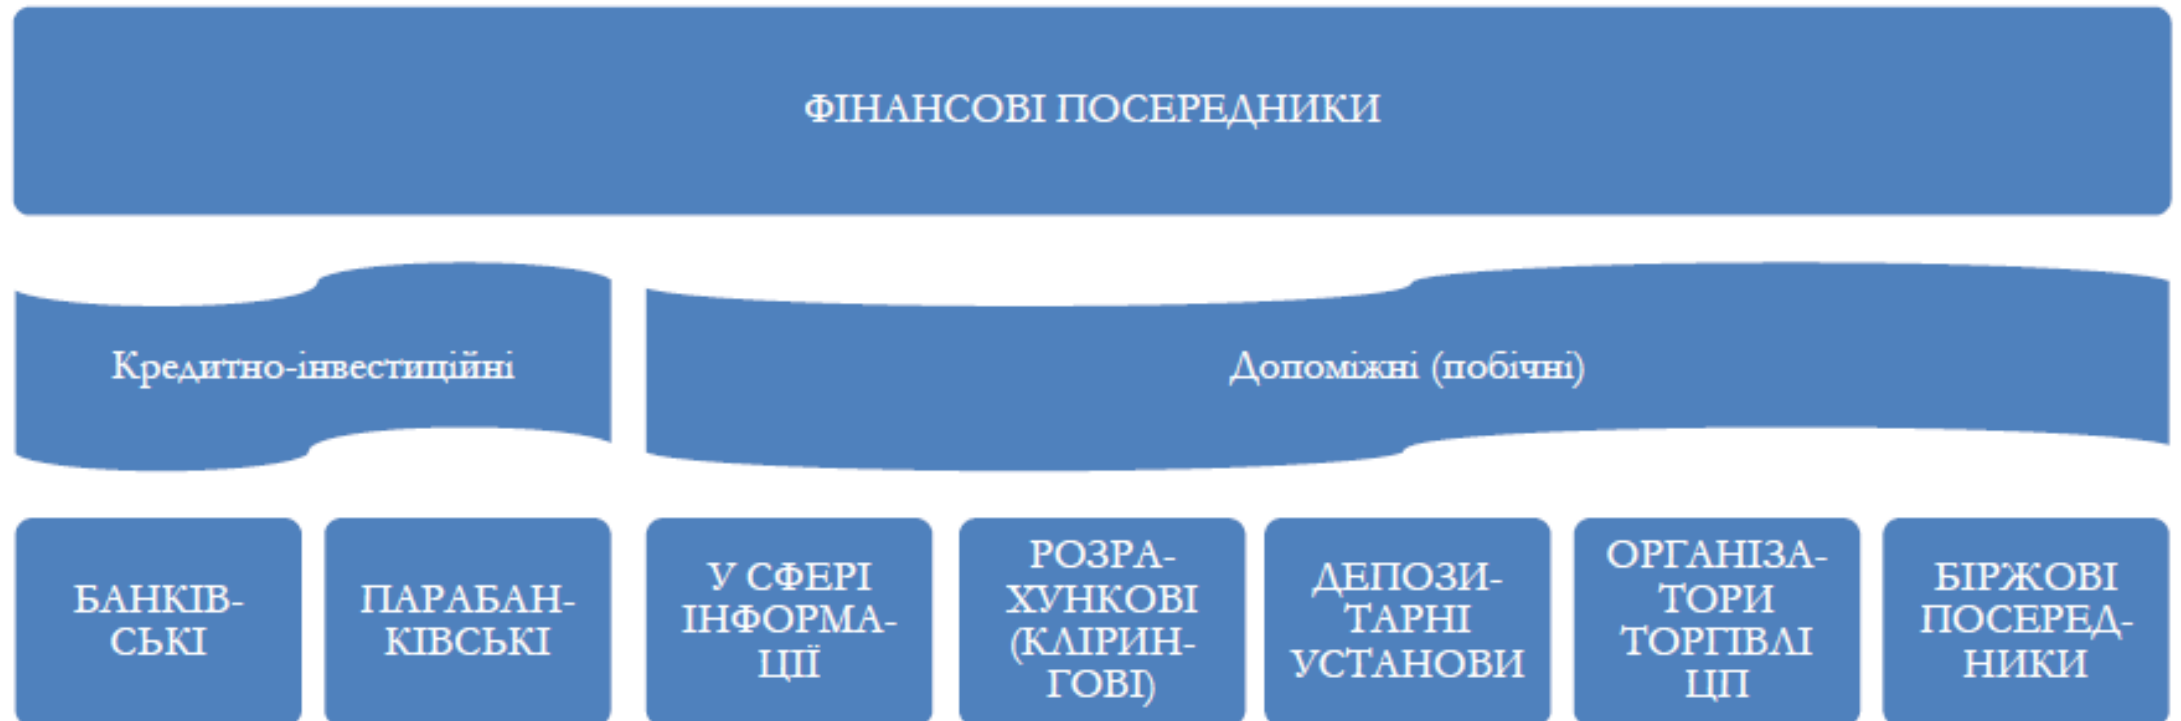 ФІНАНСОВІ ПОСЕРЕДНИКИ
Кредитно-інвестиційні
Допоміжні (побічні)
БАНКІВ-
СЬКІ
ПАРАБАН-
КІВСЬКІ
У СФЕРІ
ІНФОРМА-
ЦІЇ
РОЗРА-
ХУНКОВІ
(КЛІРИН-
ГОВІ)
ДЕПОЗИ-
ТАРНІ
УСТАНОВИ
ОРГАНІЗА-
ТОРИ
ТОРГІВЛІ
ЦП
БІРЖОВІ
ПОСЕРЕД-
НИКИ